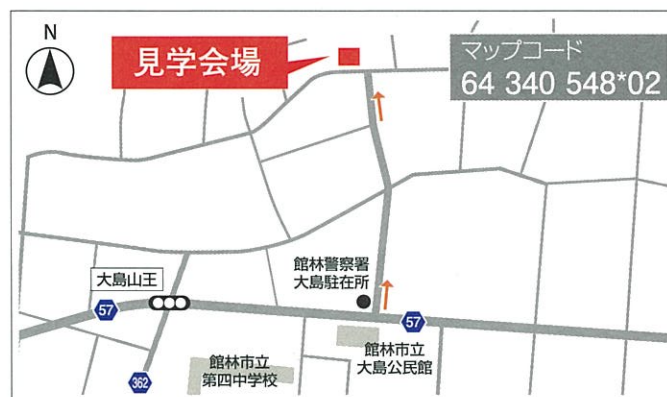 N
見学会場
マップコード
64 340 548*02
大島山王
館林警察署
大島駐在所
57
57
362
館林市立
第四中学校
館林市立
大島公民館